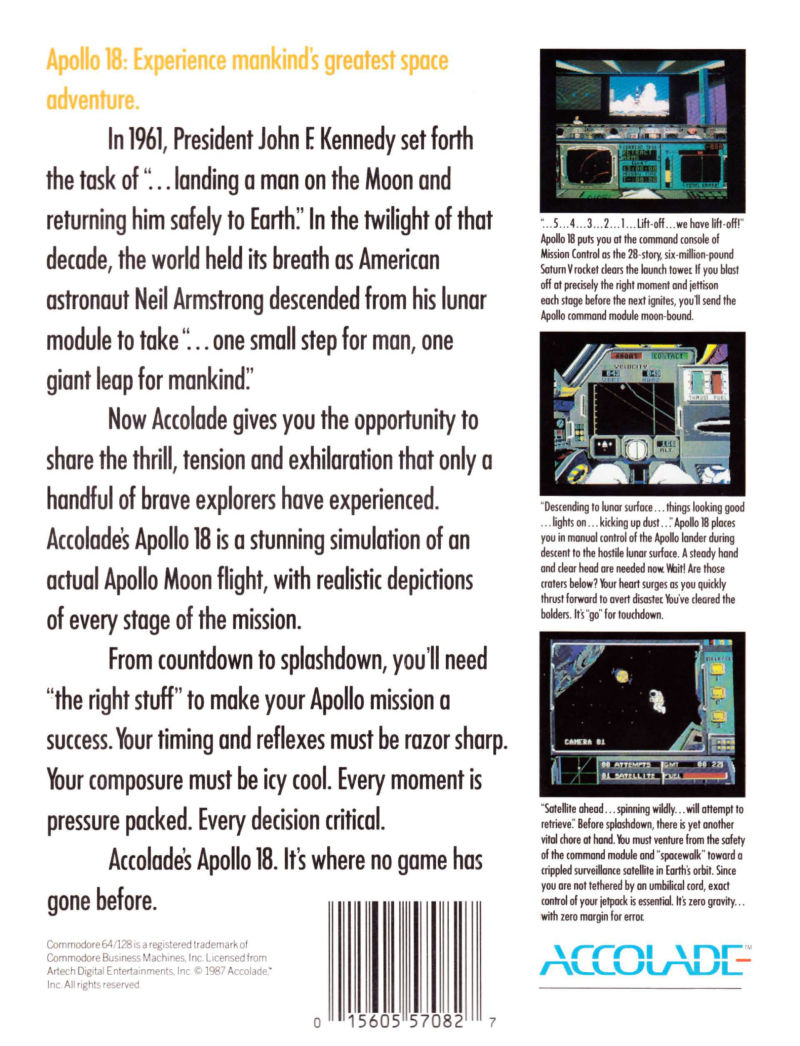 Apollo 18: Experience mankind's greatest space
adventure.
In 1961, President John F. Kennedy set forth
the task of “...landing a man on the Moon and
returning him safely to Earth.” In the twilight of that
decade, the world held its breath as American
astronaut Neil Armstrong descended from his lunar
module to take “...one small step for man, one
giant leap for mankind.”
Now Accolade gives you the opportunity to
share the thrill, tension and exhilaration that only a
handful of brave explorers have experienced.
Accolade's Apollo 18 is a stunning simulation of an
actual Apollo Moon flight, with realistic depictions
of every stage of the mission.
From countdown to splashdown, you'll need
“the right stuff” to make your Apollo mission a
success. Your timing and reflexes must be razor sharp.
Your composure must be icy cool. Every moment is
pressure packed. Every decision critical.
Accolade's Apollo 18. It's where no game has
gone before.
Commodore 64/128 is a registered trademark of
Commodore Business Machines, Inc. Licensed from
Artech Digital Entertainments, Inc. © 1987 Accolade,™
Inc. All rights reserved.
0 15605 57082 7
“...5...4...3...2...1...Lift-off...we have lift-off!”
Apollo 18 puts you at the command console of
Mission Control as the 28-story, six-million-pound
Saturn V rocket clears the launch tower. If you blast
off at precisely the right moment and jettison
each stage before the next ignites, you'll send the
Apollo command module moon-bound.
ABORT CONTACT
VELOCITY
VERT HORZ
THRUST FUEL
ALT
“Descending to lunar surface...things looking good
...lights on...kicking up dust...” Apollo 18 places
you in manual control of the Apollo lander during
descent to the hostile lunar surface. A steady hand
and clear head are needed now. Wait! Are those
craters below? Your heart surges as you quickly
thrust forward to avert disaster. You've cleared the
bolders. It's “go” for touchdown.
CAMERA 01
00 ATTEMPTS GMT 00 22
01 SATELLITE FUEL
“Satellite ahead...spinning wildly...will attempt to
retrieve.” Before splashdown, there is yet another
vital chore at hand. You must venture from the safety
of the command module and “spacewalk” toward a
crippled surveillance satellite in Earth's orbit. Since
you are not tethered by an umbilical cord, exact
control of your jetpack is essential. It's zero gravity...
with zero margin for error.
ACCOLADE™